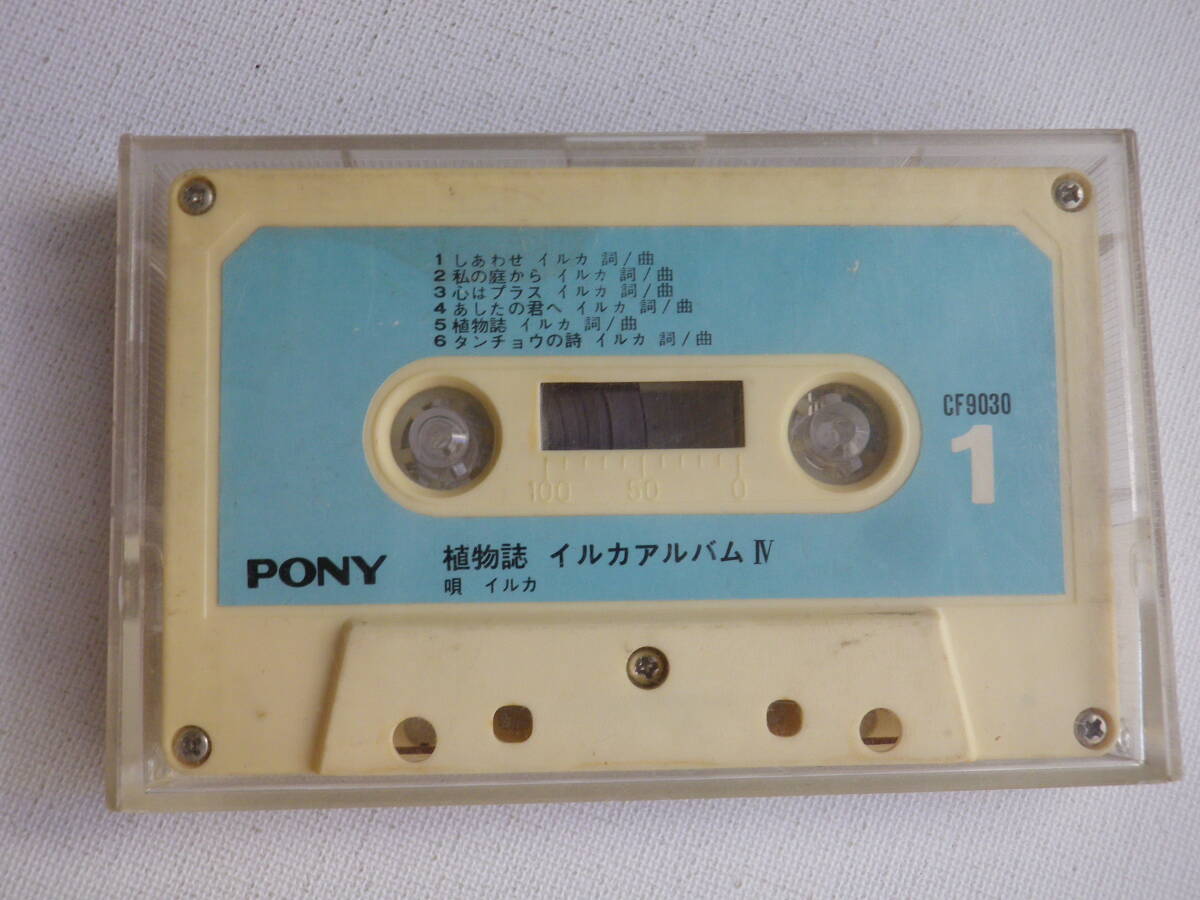 1 しあわせ イルカ 詞/曲
2 私の庭から イルカ 詞/曲
3 心はプラス イルカ 詞/曲
4 あしたの君へ イルカ 詞/曲
5 植物誌 イルカ 詞/曲
6 タンチョウの詩 イルカ 詞/曲
CF9030
1
100 50 0
PONY
植物誌 イルカアルバムⅣ
唄 イルカ